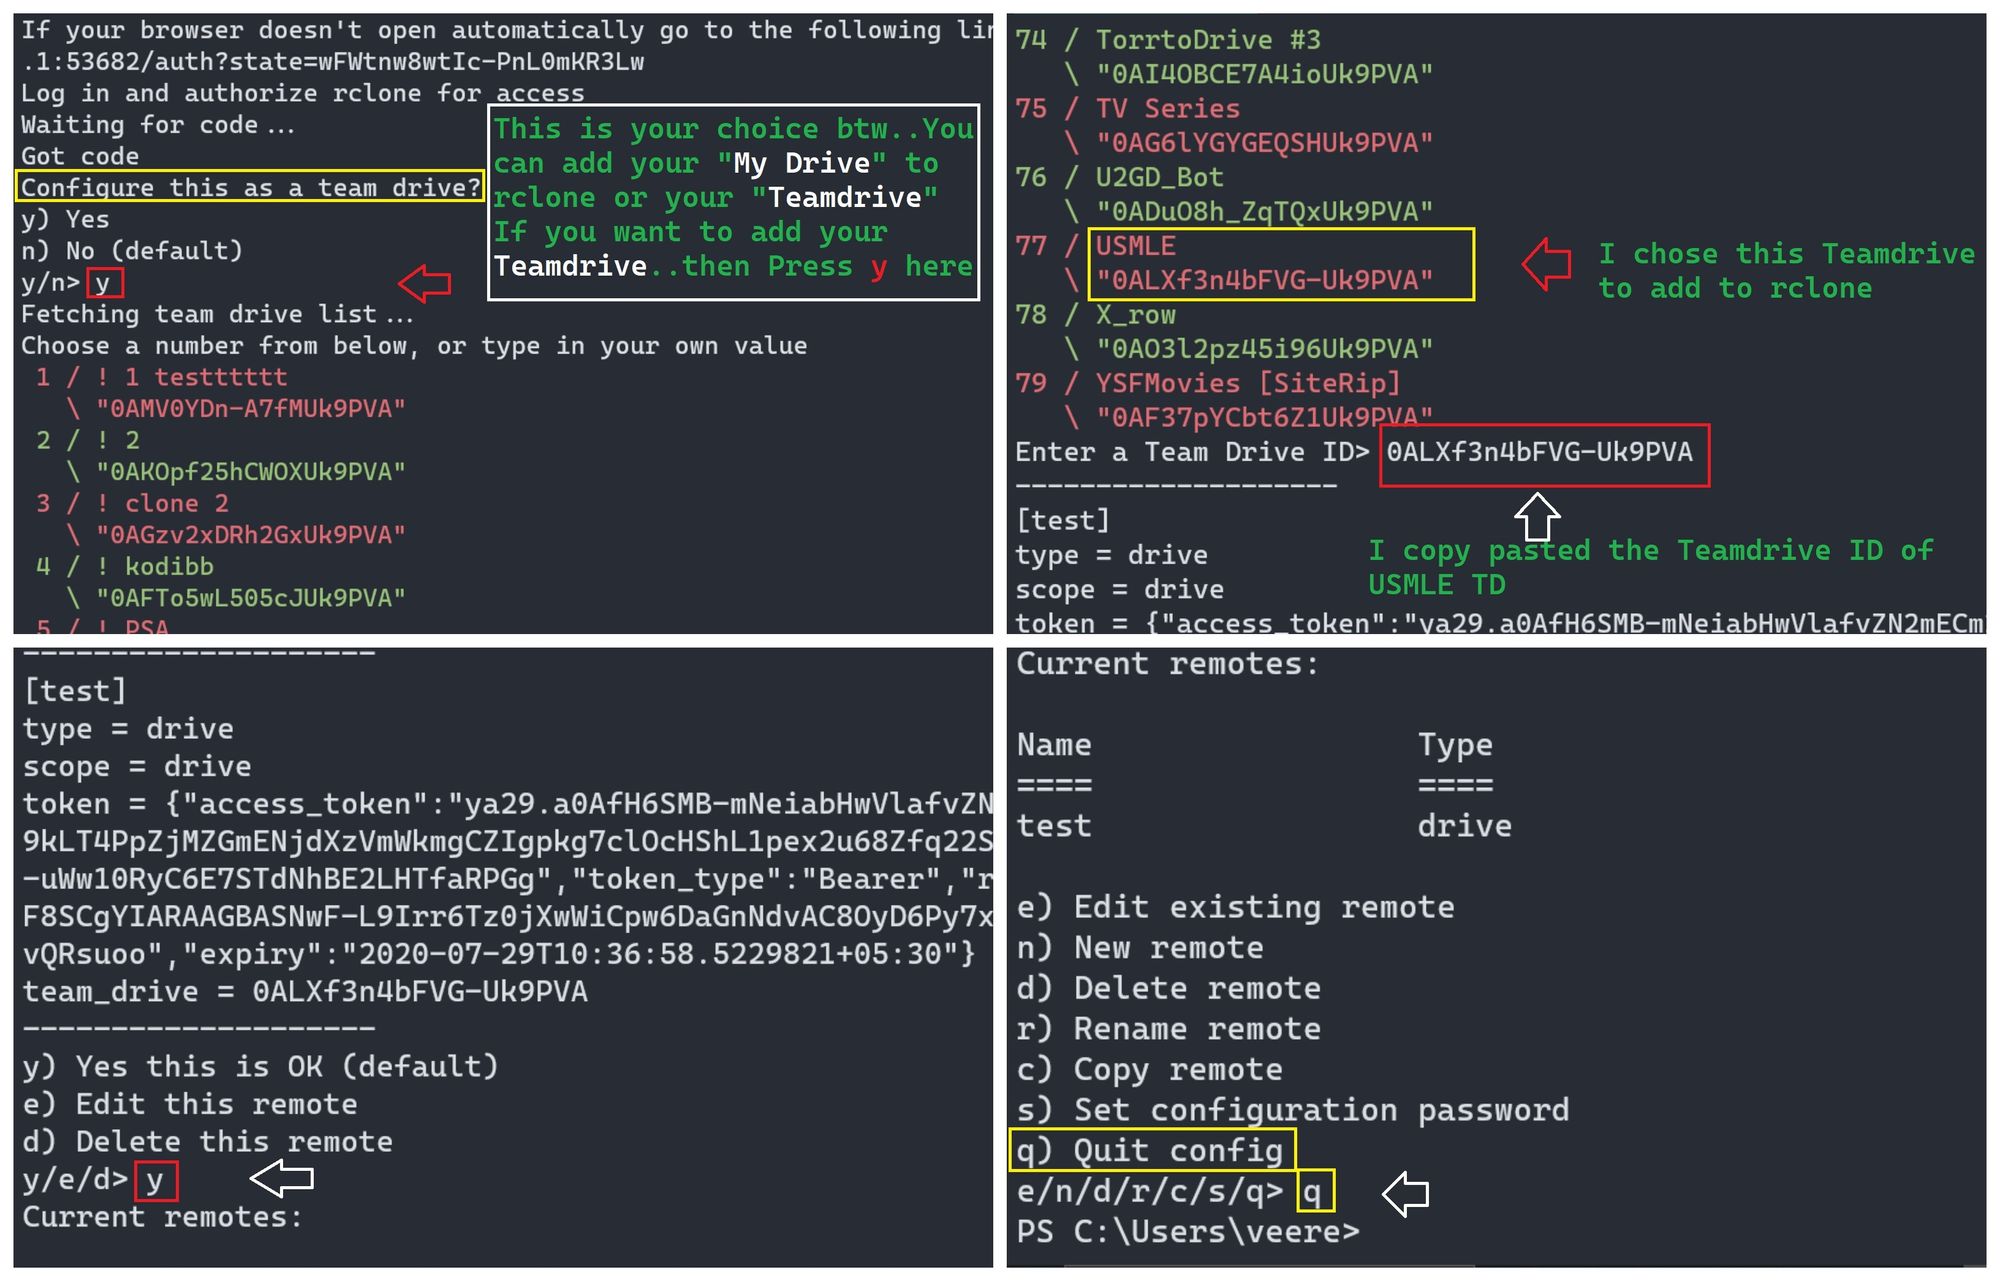 If your browser doesn't open automatically go to the following lin
.1:53682/auth?state=wFWtnw8wtIc-PnL0mKR3Lw
Log in and authorize rclone for access
Waiting for code...
Got code
Configure this as a team drive?
y) Yes
n) No (default)
y/n> y
Fetching team drive list...
Choose a number from below, or type in your own value
1 / ! 1 testttttt
\ "0AMV0YDn-A7fMUk9PVA"
2 / ! 2
\ "0AKOpf25hCWOXUk9PVA"
3 / ! clone 2
\ "0AGzv2xDRh2GxUk9PVA"
4 / ! kodibb
\ "0AFTo5wL505cJUk9PVA"
5 / ! PSA
This is your choice btw..You
can add your "My Drive" to
rclone or your "Teamdrive"
If you want to add your
Teamdrive..then Press y here
74 / TorrtoDrive #3
\ "0AI4OBCE7A4ioUk9PVA"
75 / TV Series
\ "0AG6lYGYGEQSHUk9PVA"
76 / U2GD_Bot
\ "0ADuO8h_ZqTQxUk9PVA"
77 / USMLE
\ "0ALXf3n4bFVG-Uk9PVA"
I chose this Teamdrive
to add to rclone
78 / X_row
\ "0AO3l2pz45i96Uk9PVA"
79 / YSFMovies [SiteRip]
\ "0AF37pYCbt6Z1Uk9PVA"
Enter a Team Drive ID> 0ALXf3n4bFVG-Uk9PVA
--------------------
[test]
type = drive
scope = drive
token = {"access_token":"ya29.a0AfH6SMB-mNeiabHwVlafvZN2mECm
I copy pasted the Teamdrive ID of
USMLE TD
--------------------
[test]
type = drive
scope = drive
token = {"access_token":"ya29.a0AfH6SMB-mNeiabHwVlafvZN
9kLT4PpZjMZGmENjdXzVmWkmgCZIgpkg7clOcHShL1pex2u68Zfq22S
-uWw10RyC6E7STdNhBE2LHTfaRPGg","token_type":"Bearer","r
F8SCgYIARAAGBASNwF-L9Irr6Tz0jXwWiCpw6DaGnNdvAC8OyD6Py7x
vQRsuoo","expiry":"2020-07-29T10:36:58.5229821+05:30"}
team_drive = 0ALXf3n4bFVG-Uk9PVA
--------------------
y) Yes this is OK (default)
e) Edit this remote
d) Delete this remote
y/e/d> y
Current remotes:
Current remotes:
Name Type
==== ====
test drive
e) Edit existing remote
n) New remote
d) Delete remote
r) Rename remote
c) Copy remote
s) Set configuration password
q) Quit config
e/n/d/r/c/s/q> q
PS C:\Users\veere>